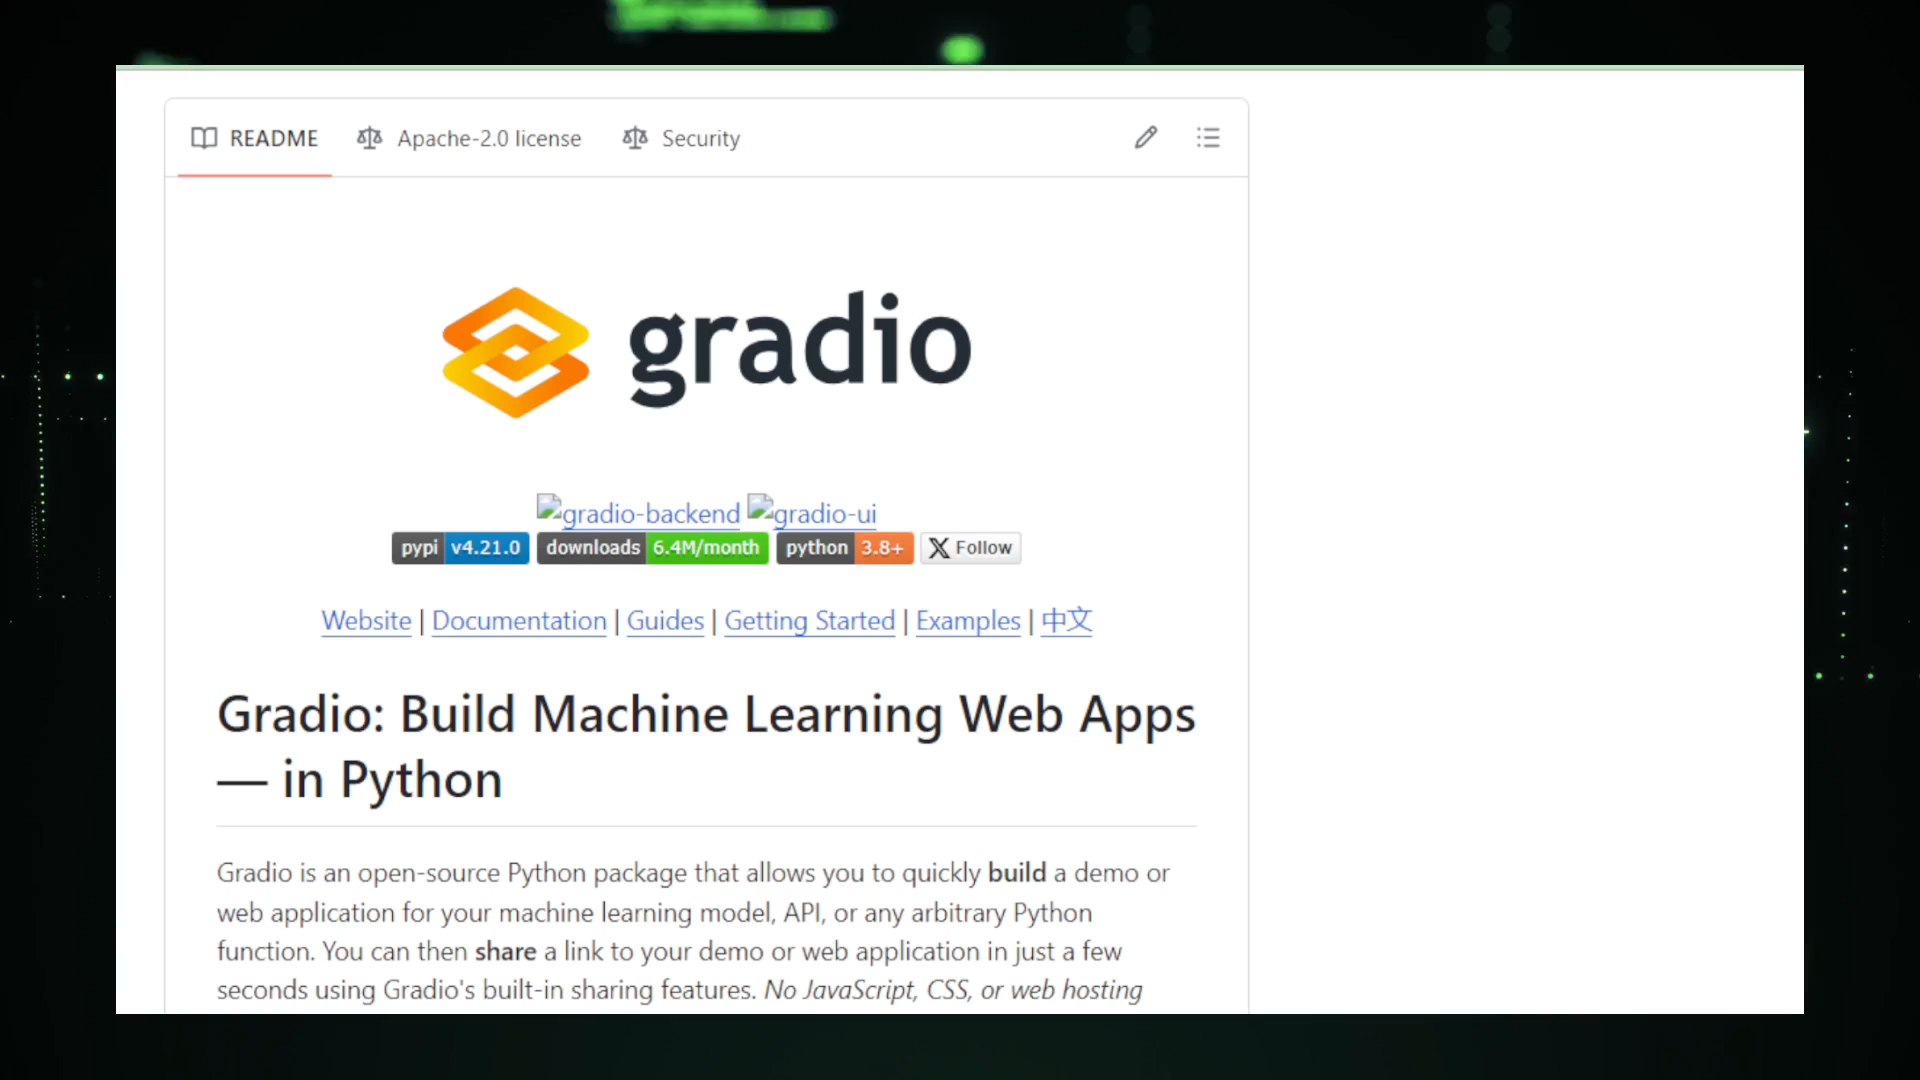 README Apache-2.0 license Security
gradio
gradio-backend gradio-ui
pypi v4.21.0 downloads 6.4M/month python 3.8+ X Follow
Website | Documentation | Guides | Getting Started | Examples | 中文
Gradio: Build Machine Learning Web Apps
— in Python
Gradio is an open-source Python package that allows you to quickly build a demo or
web application for your machine learning model, API, or any arbitrary Python
function. You can then share a link to your demo or web application in just a few
seconds using Gradio's built-in sharing features. No JavaScript, CSS, or web hosting